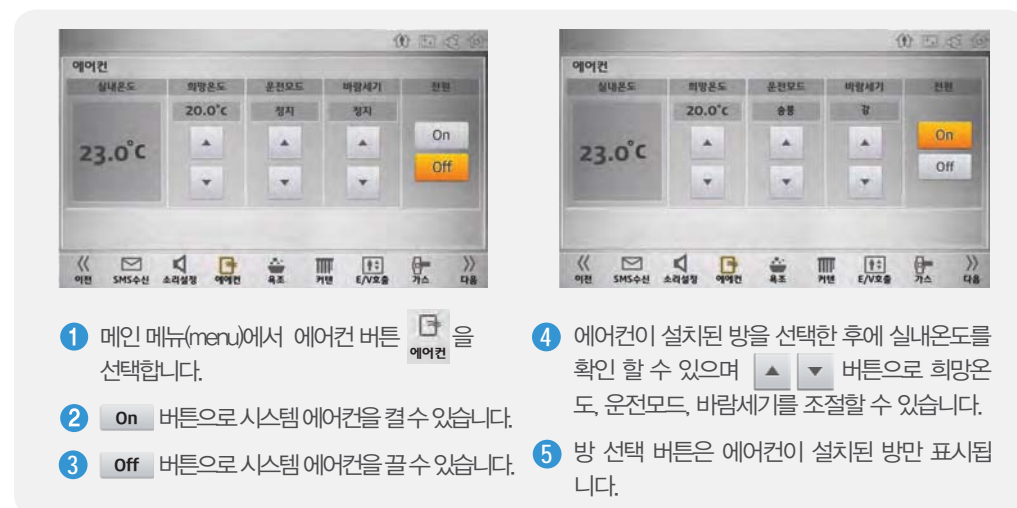 에어컨
실내온도 희망온도 운전모드 바람세기 전원
20.0°c 정지 정지
23.0°c
On
Off
이전 SMS수신 소리설정 에어컨 욕조 커텐 E/V호출 가스 다음
에어컨
실내온도 희망온도 운전모드 바람세기 전원
20.0°c 송풍 강
23.0°c
On
Off
이전 SMS수신 소리설정 에어컨 욕조 커텐 E/V호출 가스 다음
1 메인 메뉴(menu)에서 에어컨 버튼 에어컨 을
선택합니다.
2 On 버튼으로 시스템 에어컨을 켤 수 있습니다.
3 Off 버튼으로 시스템 에어컨을 끌 수 있습니다.
4 에어컨이 설치된 방을 선택한 후에 실내온도를
확인 할 수 있으며 ▲ ▼ 버튼으로 희망온
도, 운전모드, 바람세기를 조절할 수 있습니다.
5 방 선택 버튼은 에어컨이 설치된 방만 표시됩
니다.